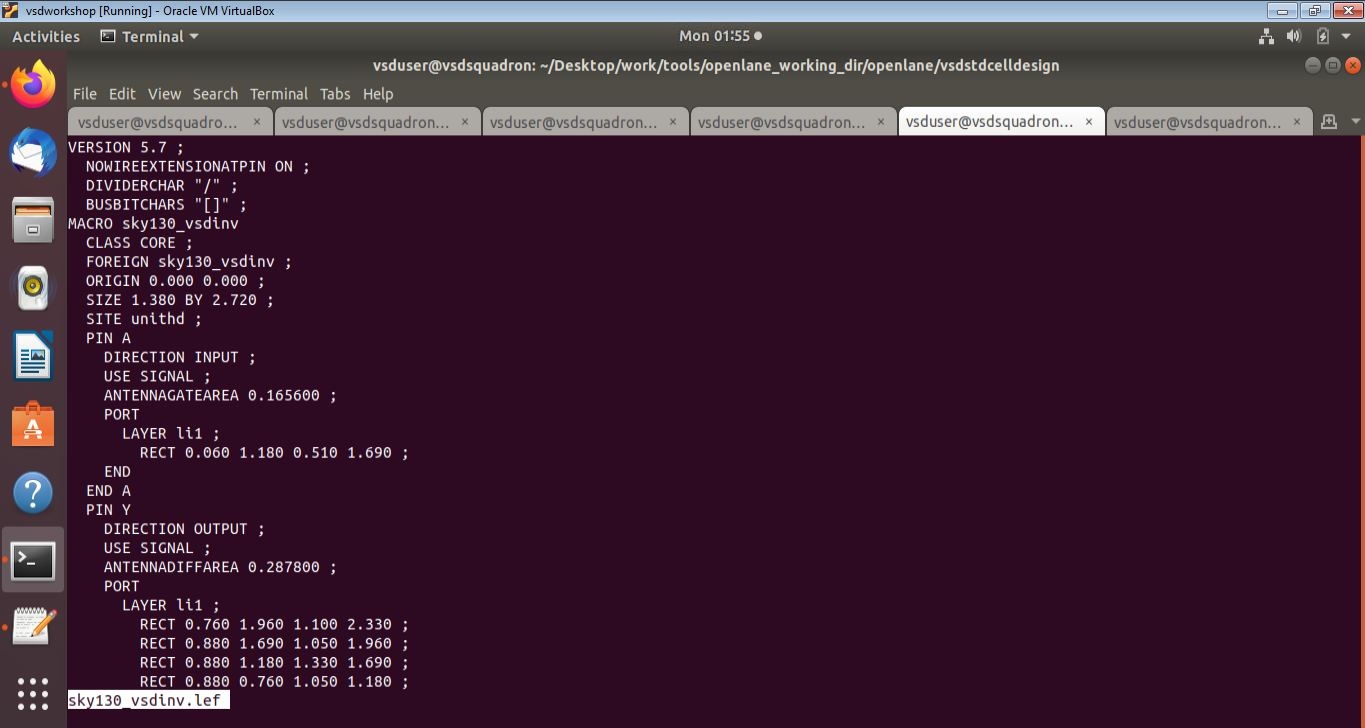 vsdworkshop [Running] - Oracle VM VirtualBox
Activities Terminal Mon 01:55
vsduser@vsdsquadron: ~/Desktop/work/tools/openlane_working_dir/openlane/vsdstdcelldesign
File Edit View Search Terminal Tabs Help
vsduser@vsdsquadro... × vsduser@vsdsquadron... × vsduser@vsdsquadron... × vsduser@vsdsquadron... × vsduser@vsdsquadron... × vsduser@vsdsquadron... ×
VERSION 5.7 ;
  NOWIREEXTENSIONATPIN ON ;
  DIVIDERCHAR "/" ;
  BUSBITCHARS "[]" ;
MACRO sky130_vsdinv
  CLASS CORE ;
  FOREIGN sky130_vsdinv ;
  ORIGIN 0.000 0.000 ;
  SIZE 1.380 BY 2.720 ;
  SITE unithd ;
  PIN A
    DIRECTION INPUT ;
    USE SIGNAL ;
    ANTENNAGATEAREA 0.165600 ;
    PORT
      LAYER li1 ;
        RECT 0.060 1.180 0.510 1.690 ;
    END
  END A
  PIN Y
    DIRECTION OUTPUT ;
    USE SIGNAL ;
    ANTENNADIFFAREA 0.287800 ;
    PORT
      LAYER li1 ;
        RECT 0.760 1.960 1.100 2.330 ;
        RECT 0.880 1.690 1.050 1.960 ;
        RECT 0.880 1.180 1.330 1.690 ;
        RECT 0.880 0.760 1.050 1.180 ;
sky130_vsdinv.lef